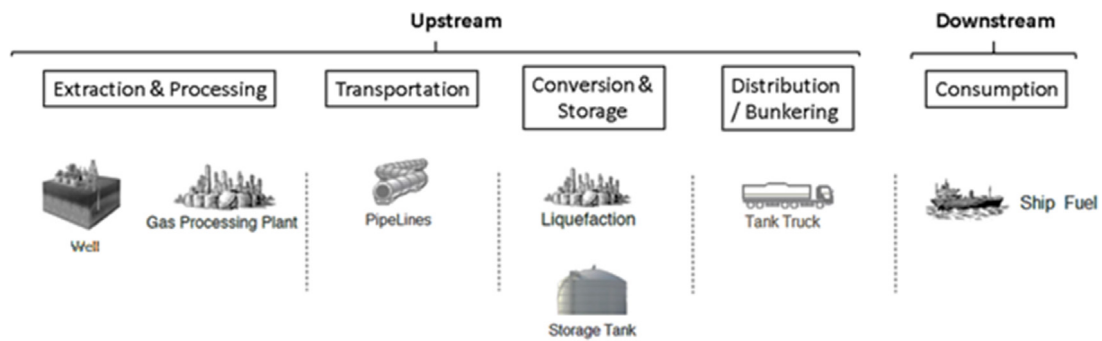 Upstream
Downstream
Extraction & Processing
Transportation
Conversion &
Storage
Distribution
/ Bunkering
Consumption
Well
Gas Processing Plant
PipeLines
Liquefaction
Storage Tank
Tank Truck
Ship Fuel